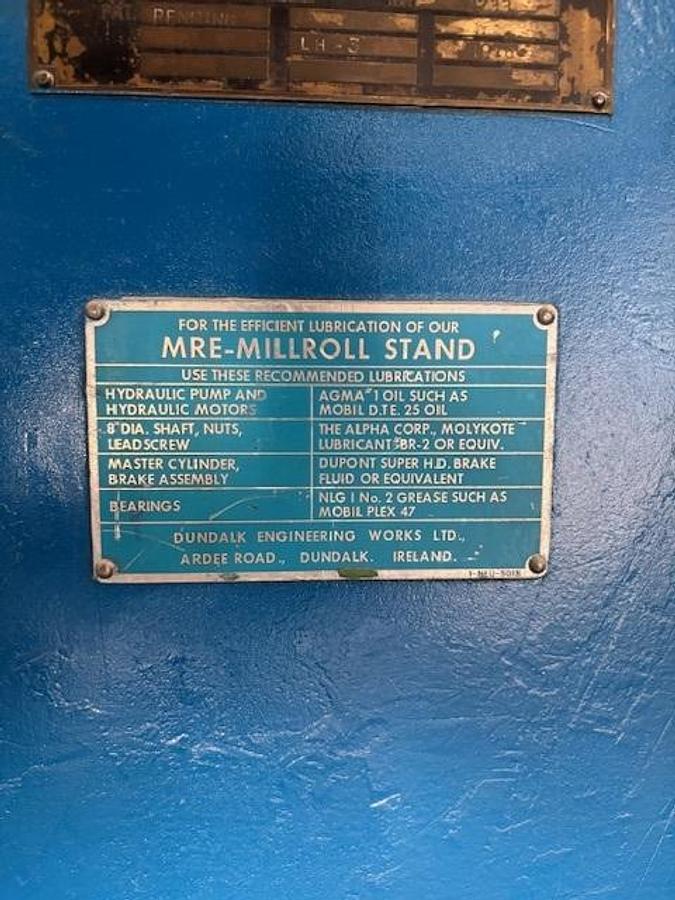 PENDING
LH-3
FOR THE EFFICIENT LUBRICATION OF OUR
MRE-MILLROLL STAND
USE THESE RECOMMENDED LUBRICATIONS
HYDRAULIC PUMP AND
HYDRAULIC MOTORS
AGMA #1 OIL SUCH AS
MOBIL D.T.E. 25 OIL
8" DIA. SHAFT, NUTS,
LEADSCREW
THE ALPHA CORP., MOLYKOTE
LUBRICANT #BR-2 OR EQUIV.
MASTER CYLINDER,
BRAKE ASSEMBLY
DUPONT SUPER H.D. BRAKE
FLUID OR EQUIVALENT
BEARINGS
NLG I No. 2 GREASE SUCH AS
MOBIL PLEX 47
DUNDALK ENGINEERING WORKS LTD.,
ARDEE ROAD., DUNDALK. IRELAND.